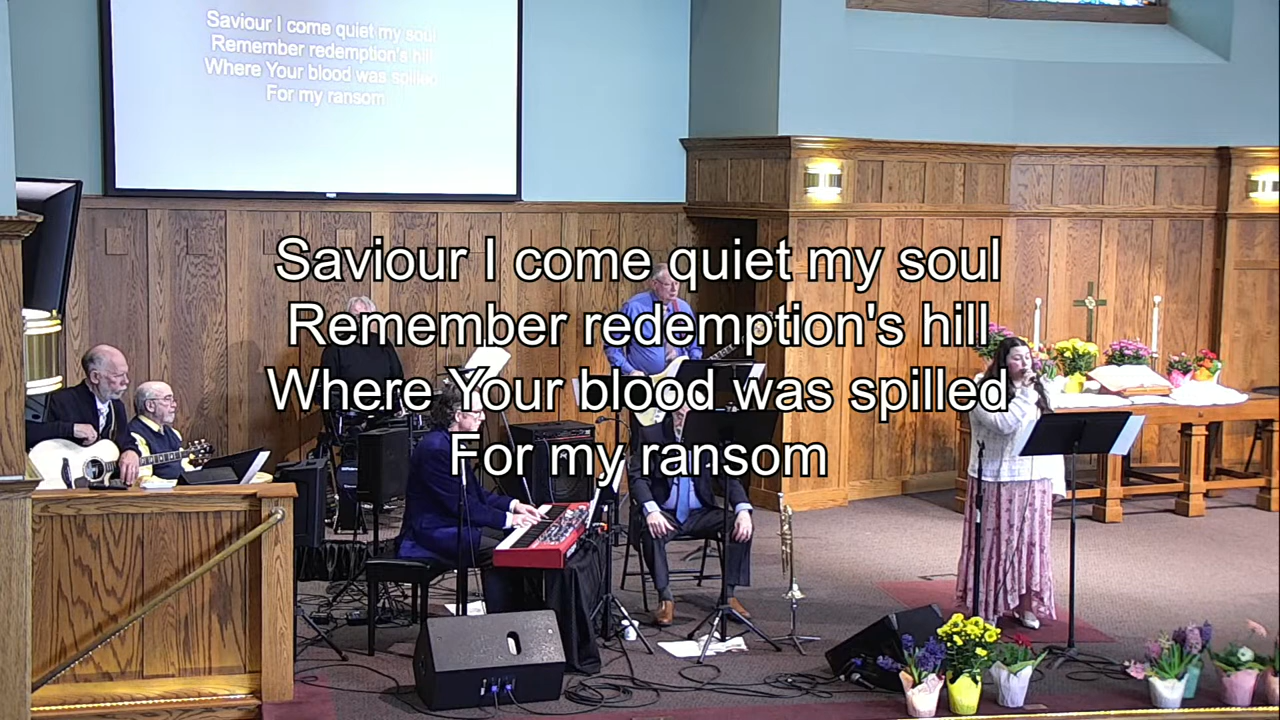 Saviour I come quiet my soul
Remember redemption's hill
Where Your blood was spilled
For my ransom
Saviour I come quiet my soul
Remember redemption's hill
Where Your blood was spilled
For my ransom